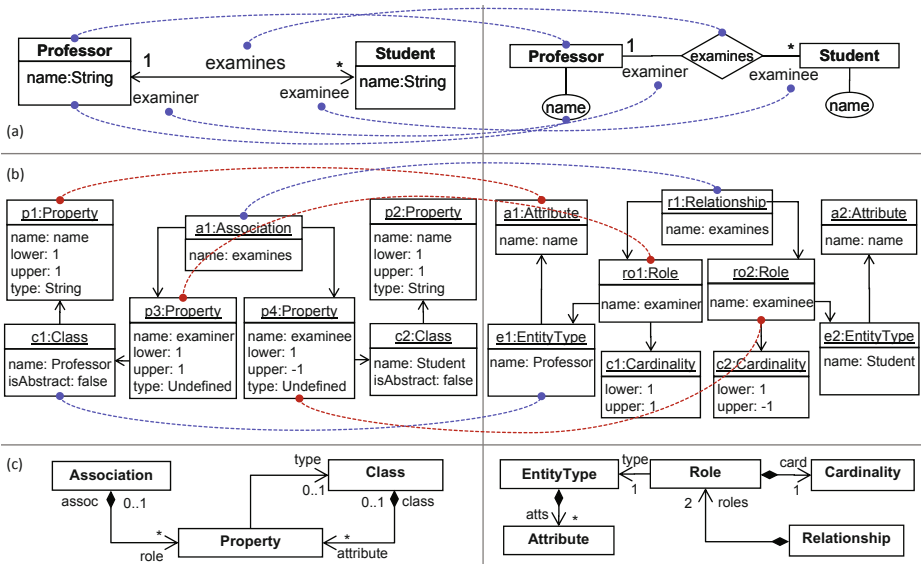 Professor
name:String
1
examines
*
Student
name:String
examiner
examinee
(a)
Professor
1
examines
*
Student
examiner
examinee
name
name
(b)
p1:Property
name: name
lower: 1
upper: 1
type: String
a1:Association
name: examines
p2:Property
name: name
lower: 1
upper: 1
type: String
c1:Class
name: Professor
isAbstract: false
p3:Property
name: examiner
lower: 1
upper: 1
type: Undefined
p4:Property
name: examinee
lower: 1
upper: -1
type: Undefined
c2:Class
name: Student
isAbstract: false
a1:Attribute
name: name
r1:Relationship
name: examines
a2:Attribute
name: name
ro1:Role
name: examiner
ro2:Role
name: examinee
e1:EntityType
name: Professor
c1:Cardinality
lower: 1
upper: 1
c2:Cardinality
lower: 1
upper: -1
e2:EntityType
name: Student
(c)
Association
assoc
0..1
type
0..1
Class
0..1
class
*
role
Property
*
attribute
EntityType
type
1
Role
card
1
Cardinality
atts
*
Attribute
2
roles
Relationship